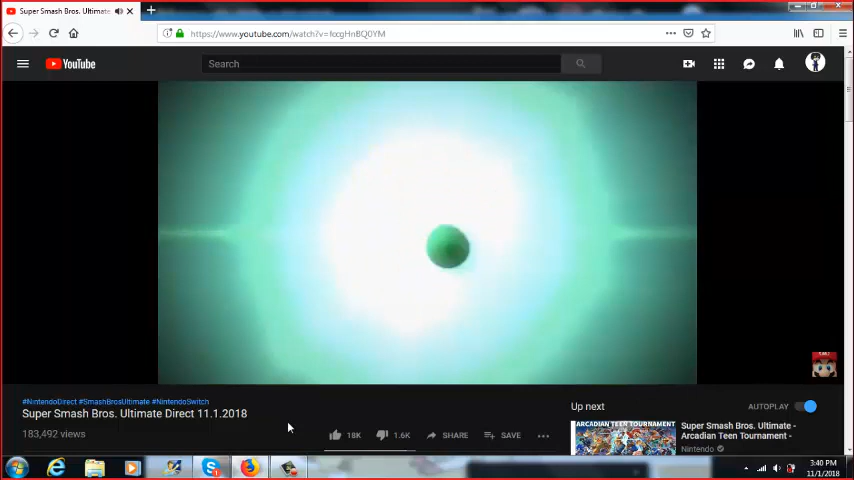 Super Smash Bros. Ultimate
https://www.youtube.com/watch?v=fccgHnBQ0YM
YouTube
Search
#NintendoDirect #SmashBrosUltimate #NintendoSwitch
Super Smash Bros. Ultimate Direct 11.1.2018
183,492 views
18K
1.6K
SHARE
SAVE
Up next
AUTOPLAY
ARCADIAN TEEN TOURNAMENT
Super Smash Bros. Ultimate -
Arcadian Teen Tournament -
Nintendo
3:40 PM
11/1/2018